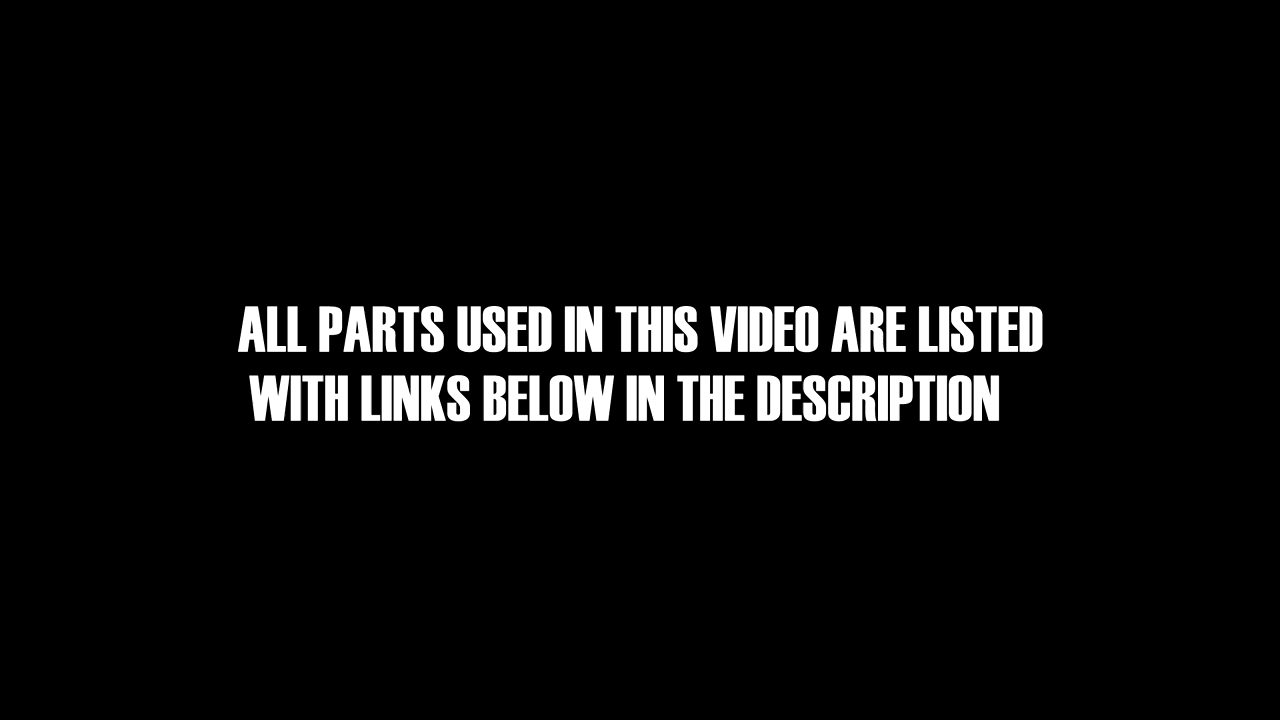 ALL PARTS USED IN THIS VIDEO ARE LISTED
WITH LINKS BELOW IN THE DESCRIPTION